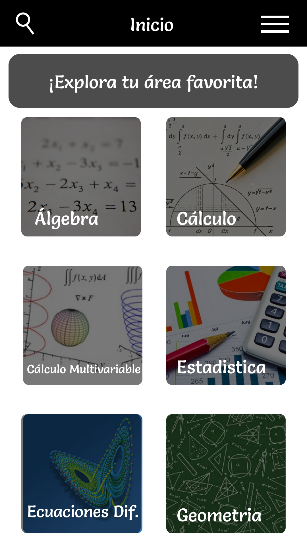 Inicio
¡Explora tu área favorita!
Álgebra
Cálculo
Cálculo Multivariable
Estadistica
Ecuaciones Dif.
Geometria